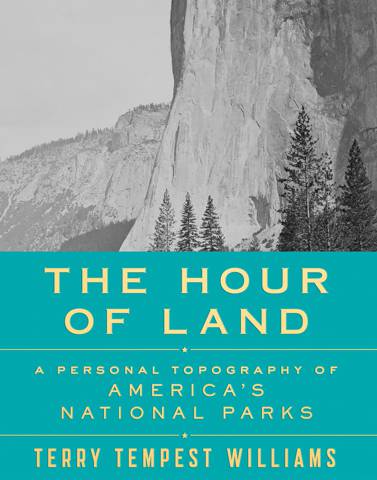 THE HOUR
OF LAND
A PERSONAL TOPOGRAPHY OF
AMERICA'S
NATIONAL PARKS
TERRY TEMPEST WILLIAMS